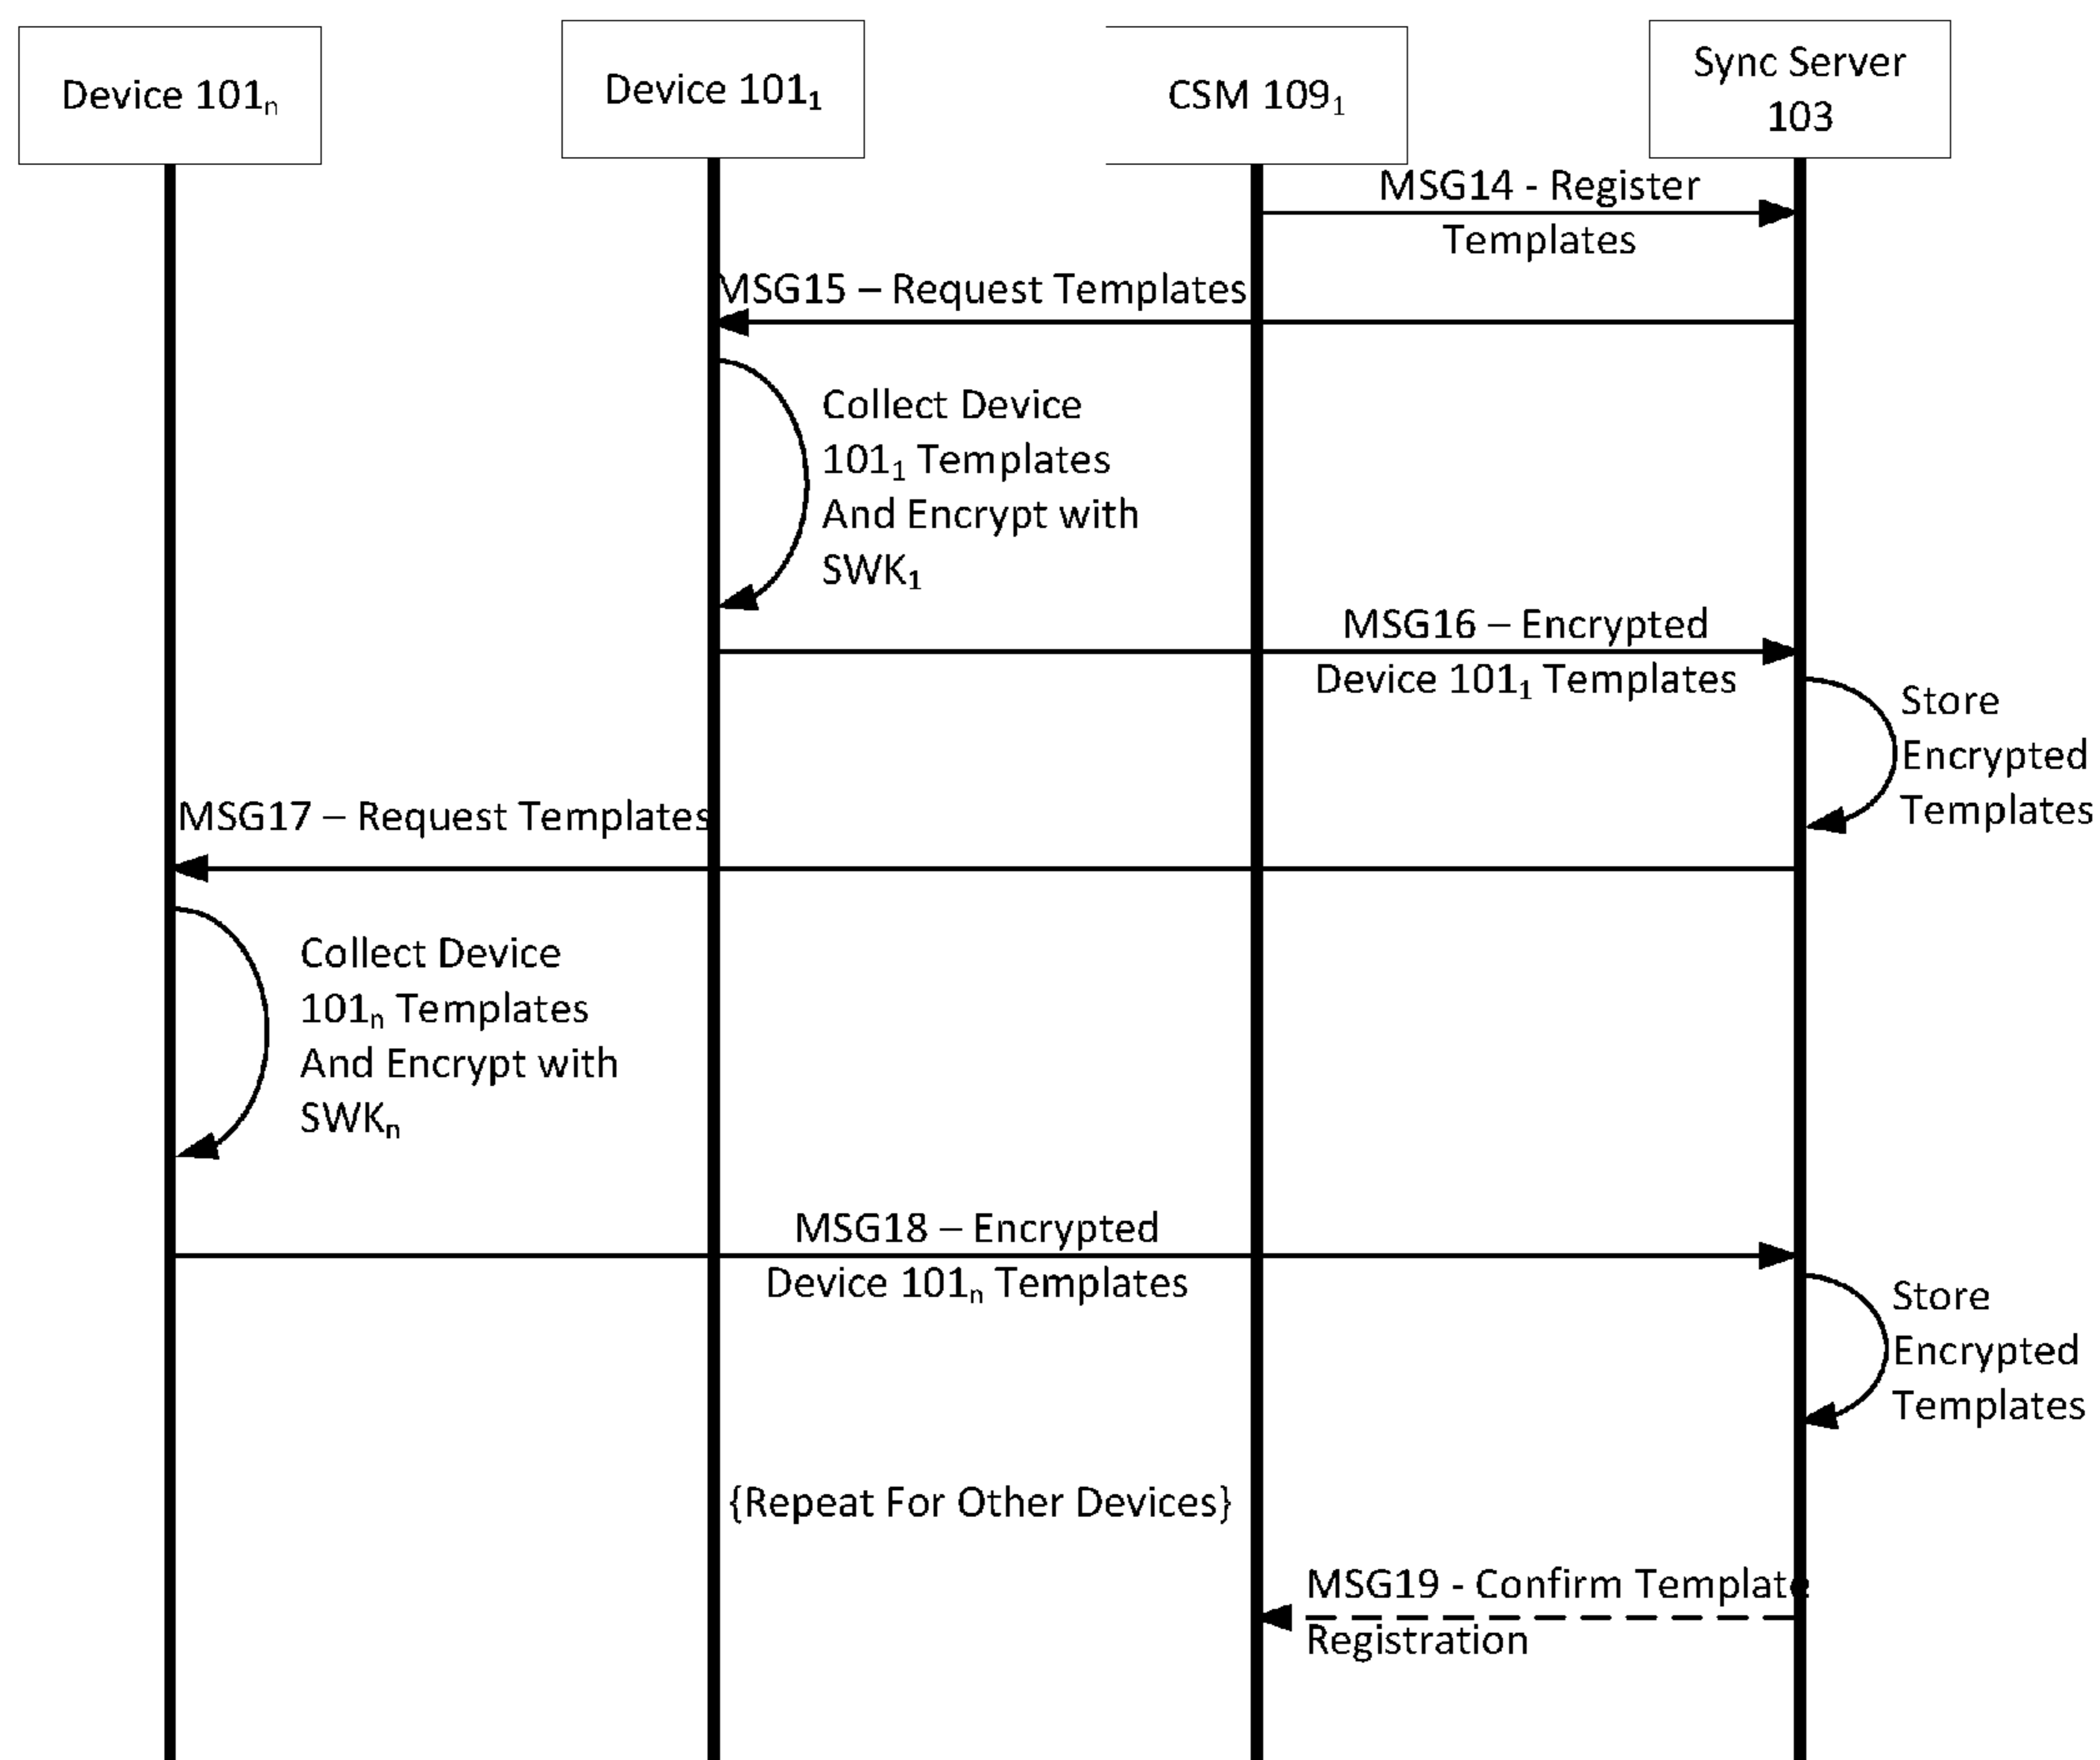 Device 101ₙ
Device 101₁
CSM 109₁
Sync Server
103
MSG14 - Register
Templates
MSG15 – Request Templates
Collect Device
101₁ Templates
And Encrypt with
SWK₁
MSG16 – Encrypted
Device 101₁ Templates
Store
Encrypted
Templates
MSG17 – Request Templates
Collect Device
101ₙ Templates
And Encrypt with
SWKₙ
MSG18 – Encrypted
Device 101ₙ Templates
Store
Encrypted
Templates
{Repeat For Other Devices}
MSG19 - Confirm Template
Registration